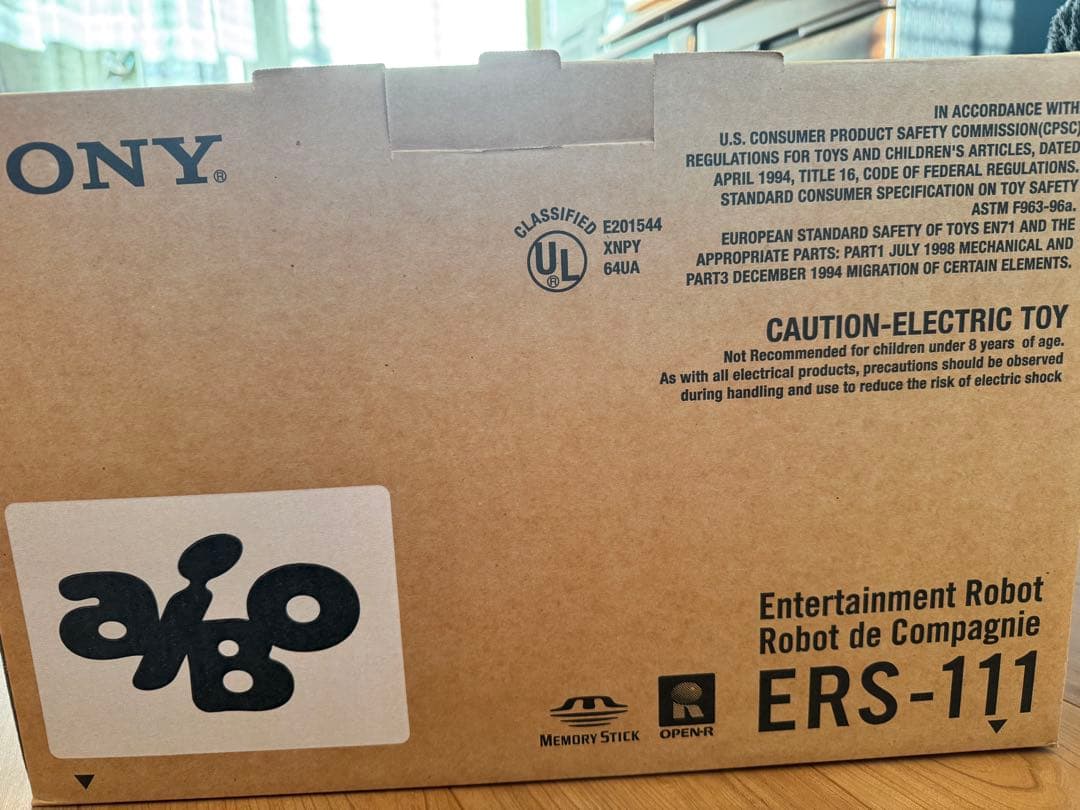 ONY®
IN ACCORDANCE WITH
U.S. CONSUMER PRODUCT SAFETY COMMISSION(CPSC)
REGULATIONS FOR TOYS AND CHILDREN'S ARTICLES, DATED
APRIL 1994, TITLE 16, CODE OF FEDERAL REGULATIONS.
STANDARD CONSUMER SPECIFICATION ON TOY SAFETY
ASTM F963-96a.
EUROPEAN STANDARD SAFETY OF TOYS EN71 AND THE
APPROPRIATE PARTS: PART1 JULY 1998 MECHANICAL AND
PART3 DECEMBER 1994 MIGRATION OF CERTAIN ELEMENTS.
CLASSIFIED
UL®
E201544
XNPY
64UA
CAUTION-ELECTRIC TOY
Not Recommended for children under 8 years of age.
As with all electrical products, precautions should be observed
during handling and use to reduce the risk of electric shock
aiBo
Entertainment Robot
Robot de Compagnie
ERS-111
MEMORY STICK
R
OPEN-R